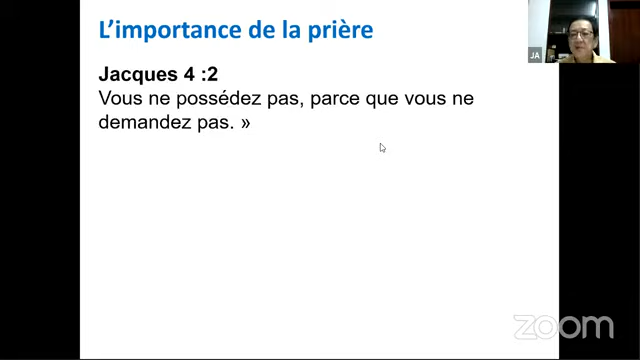 L'importance de la prière
JA
Jacques 4 :2
Vous ne possédez pas, parce que vous ne
demandez pas. »
zoom